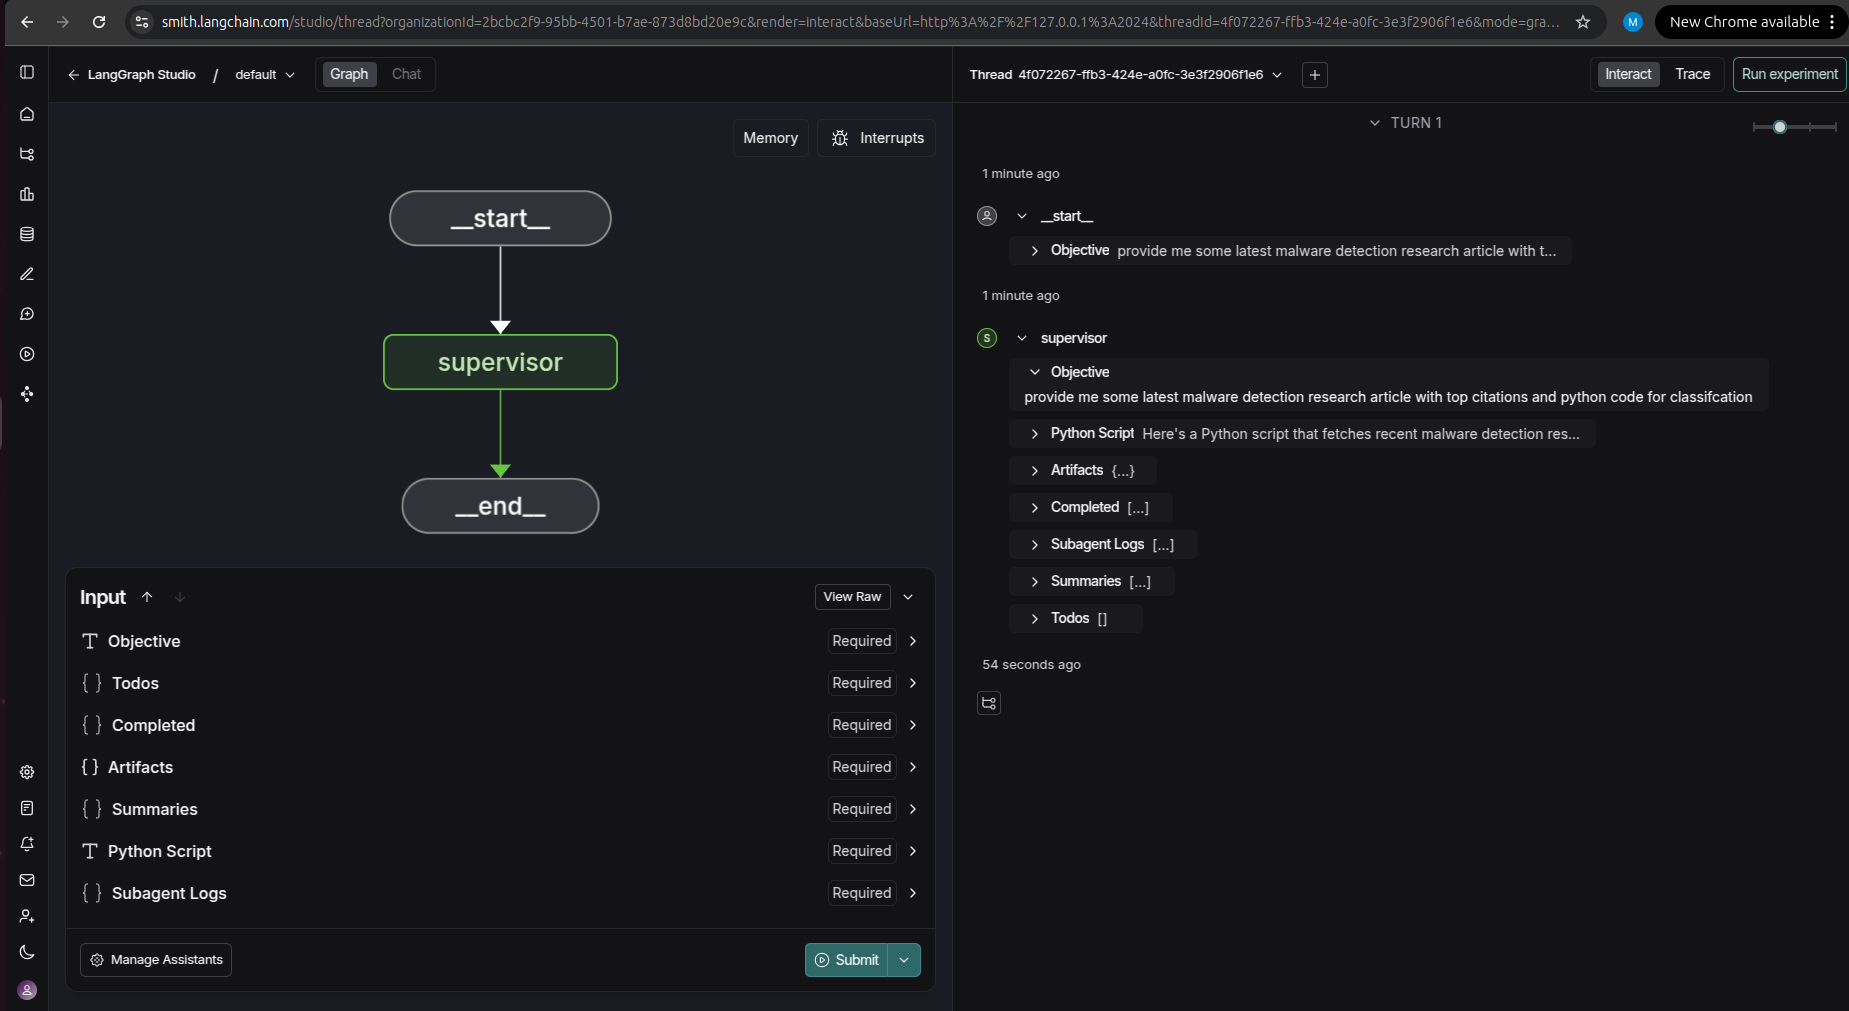 smith.langchain.com/studio/thread?organizationId=2bcbc2f9-95bb-4501-b7ae-873d8bd20e9c&render=interact&baseUrl=http%3A%2F%2F127.0.0.1%3A2024&threadId=4f072267-ffb3-424e-a0fc-3e3f2906f1e6&mode=gra...
M
New Chrome available
LangGraph Studio / default
Graph Chat
Thread 4f072267-ffb3-424e-a0fc-3e3f2906f1e6
Interact Trace
Run experiment
Memory
Interrupts
__start__
supervisor
__end__
Input
View Raw
Objective Required
Todos Required
Completed Required
Artifacts Required
Summaries Required
Python Script Required
Subagent Logs Required
Manage Assistants
Submit
TURN 1
1 minute ago
__start__
Objective provide me some latest malware detection research article with t...
1 minute ago
S supervisor
Objective
provide me some latest malware detection research article with top citations and python code for classifcation
Python Script Here's a Python script that fetches recent malware detection res...
Artifacts {...}
Completed [...]
Subagent Logs [...]
Summaries [...]
Todos []
54 seconds ago